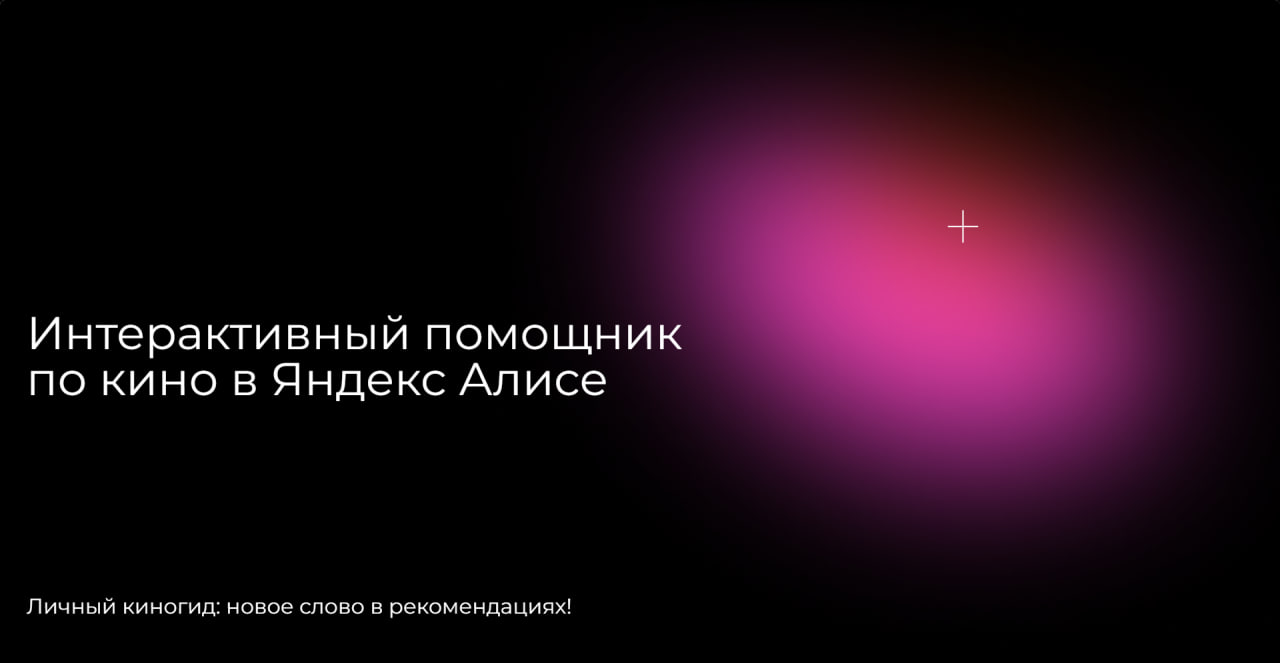 Интерактивный помощник
по кино в Яндекс Алисе
Личный киногид: новое слово в рекомендациях!